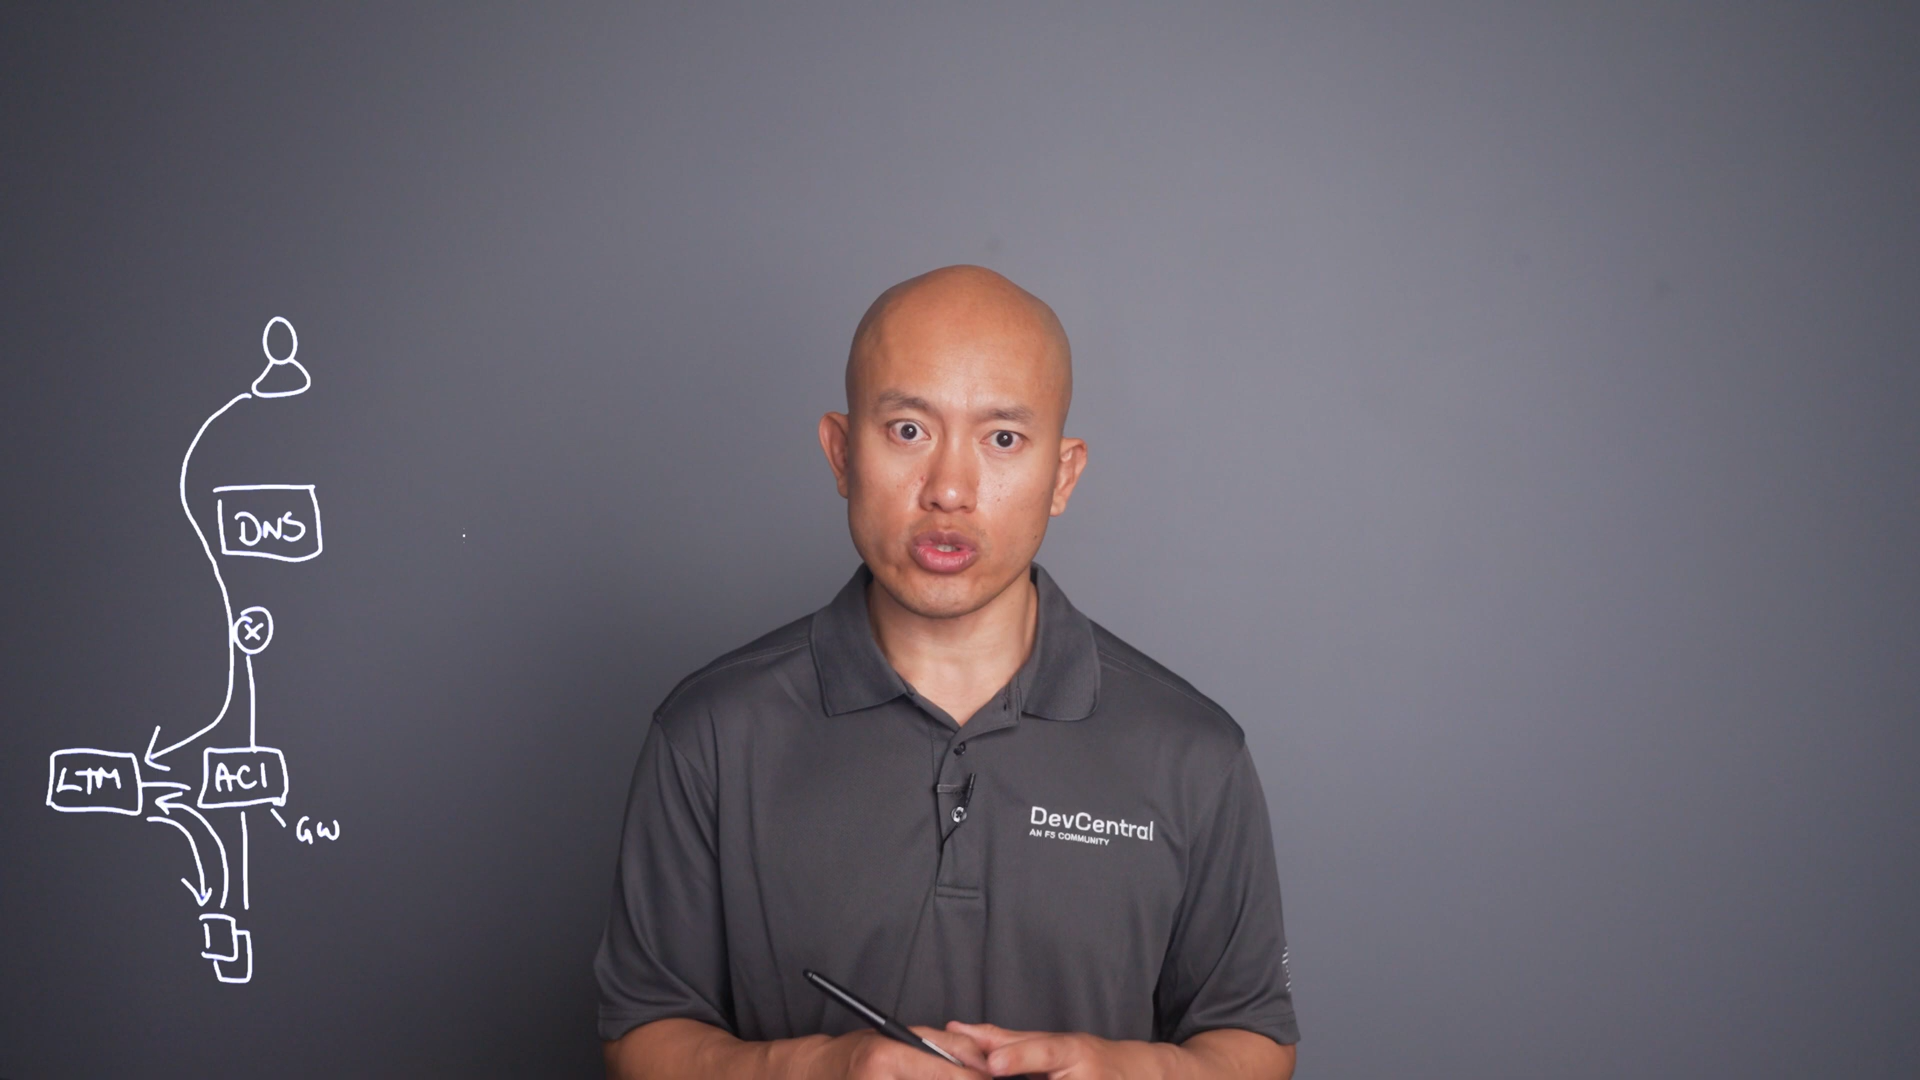 DNS
X
LTM
ACI
GW
DevCentral
AN F5 COMMUNITY